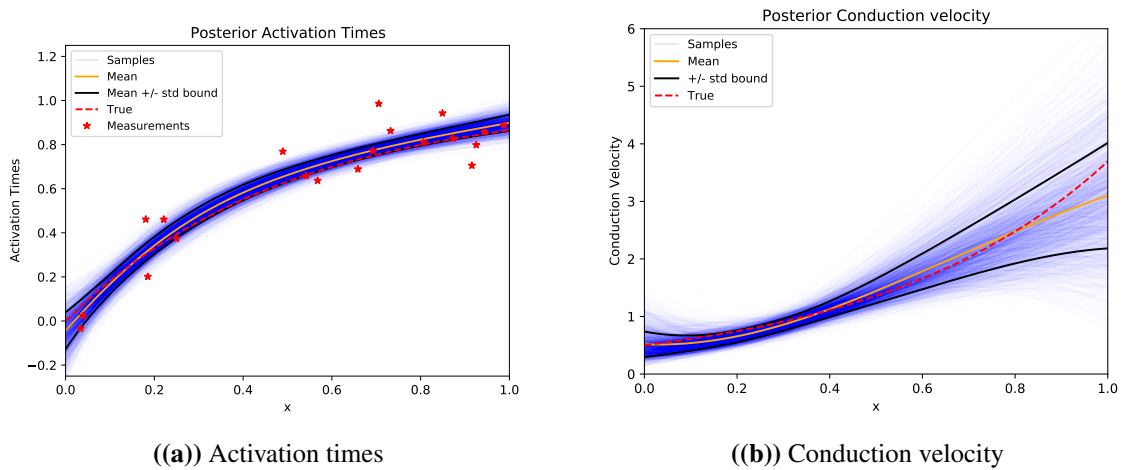 Posterior Activation Times
Activation Times
1.2
1.0
0.8
0.6
0.4
0.2
0.0
−0.2
Samples
Mean
Mean +/- std bound
True
Measurements
0.0 0.2 0.4 0.6 0.8 1.0
x
((a)) Activation times
Posterior Conduction velocity
Conduction Velocity
6
5
4
3
2
1
0
Samples
Mean
+/- std bound
True
0.0 0.2 0.4 0.6 0.8 1.0
x
((b)) Conduction velocity